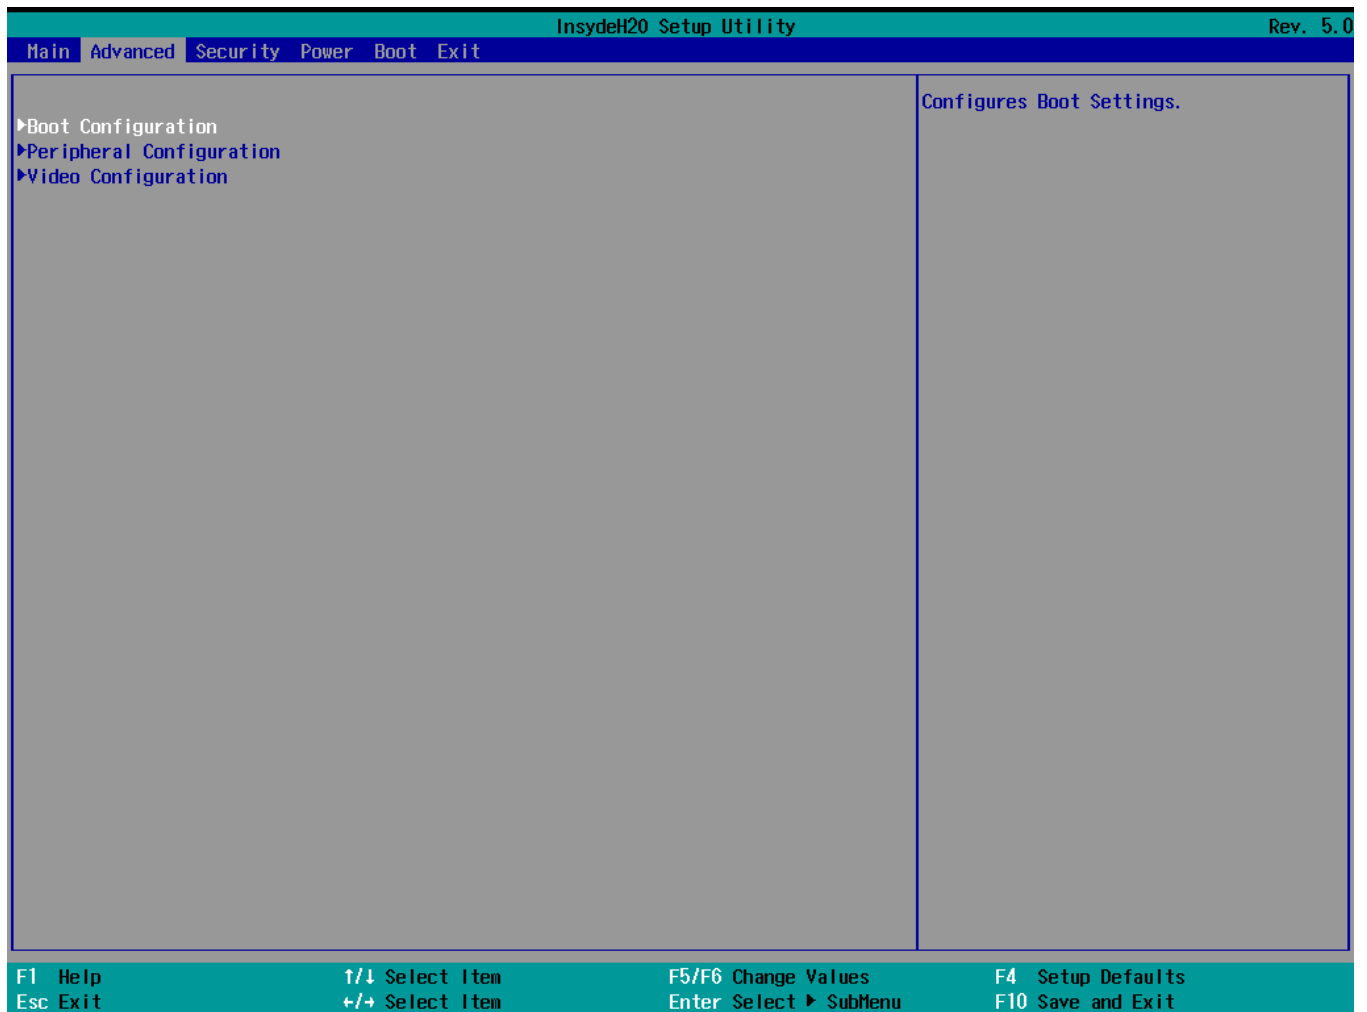 InsydeH20 Setup Utility Rev. 5.0
Main Advanced Security Power Boot Exit
▶Boot Configuration
▶Peripheral Configuration
▶Video Configuration
Configures Boot Settings.
F1 Help ↑/↓ Select Item F5/F6 Change Values F4 Setup Defaults
Esc Exit ←/→ Select Item Enter Select ▶ SubMenu F10 Save and Exit